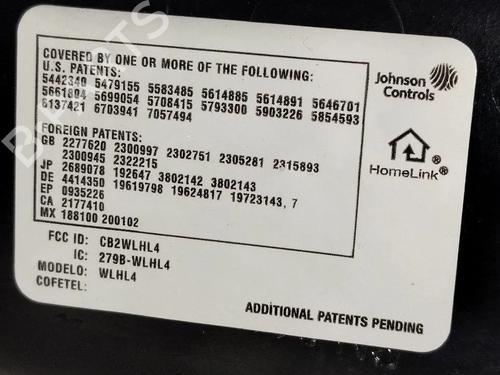 COVERED BY ONE OR MORE OF THE FOLLOWING:
U.S. PATENTS:
5442340 5479155 5583485 5614885 5614891 5646701
5661804 5699054 5708415 5793300 5903226 5854593
6137421 6703941 7057494
FOREIGN PATENTS:
GB 2277620 2300997 2302751 2305281 2315893
2300945 2322215
JP 2689078 192647 3802142 3802143
DE 4414350 19619798 19624817 19723143, 7
EP 0935226
CA 2177410
MX 188100 200102
FCC ID: CB2WLHL4
IC: 279B-WLHL4
MODELO: WLHL4
COFETEL:
Johnson
Controls
HomeLink®
ADDITIONAL PATENTS PENDING